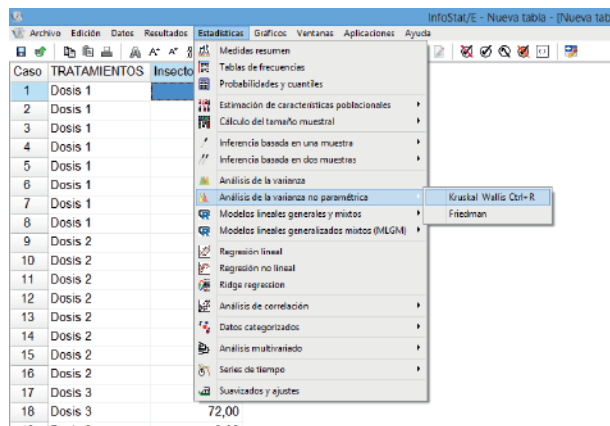 InfoStat/E - Nueva tabla - [Nueva tab
Archivo Edición Datos Resultados Estadísticas Gráficos Ventanas Aplicaciones Ayuda
Caso TRATAMIENTOS Insecto
1 Dosis 1
2 Dosis 1
3 Dosis 1
4 Dosis 1
5 Dosis 1
6 Dosis 1
7 Dosis 1
8 Dosis 1
9 Dosis 2
10 Dosis 2
11 Dosis 2
12 Dosis 2
13 Dosis 2
14 Dosis 2
15 Dosis 2
16 Dosis 2
17 Dosis 3
18 Dosis 3 72,00
Medidas resumen
Tablas de frecuencias
Probabilidades y cuantiles
Estimación de características poblacionales
Cálculo del tamaño muestral
Inferencia basada en una muestra
Inferencia basada en dos muestras
Análisis de la varianza
Análisis de la varianza no paramétrica
Modelos lineales generales y mixtos
Modelos lineales generalizados mixtos (MLGM)
Regresión lineal
Regresión no lineal
Ridge regression
Análisis de correlación
Datos categorizados
Análisis multivariado
Series de tiempo
Suavizados y ajustes
Kruskal Wallis Ctrl+R
Friedman